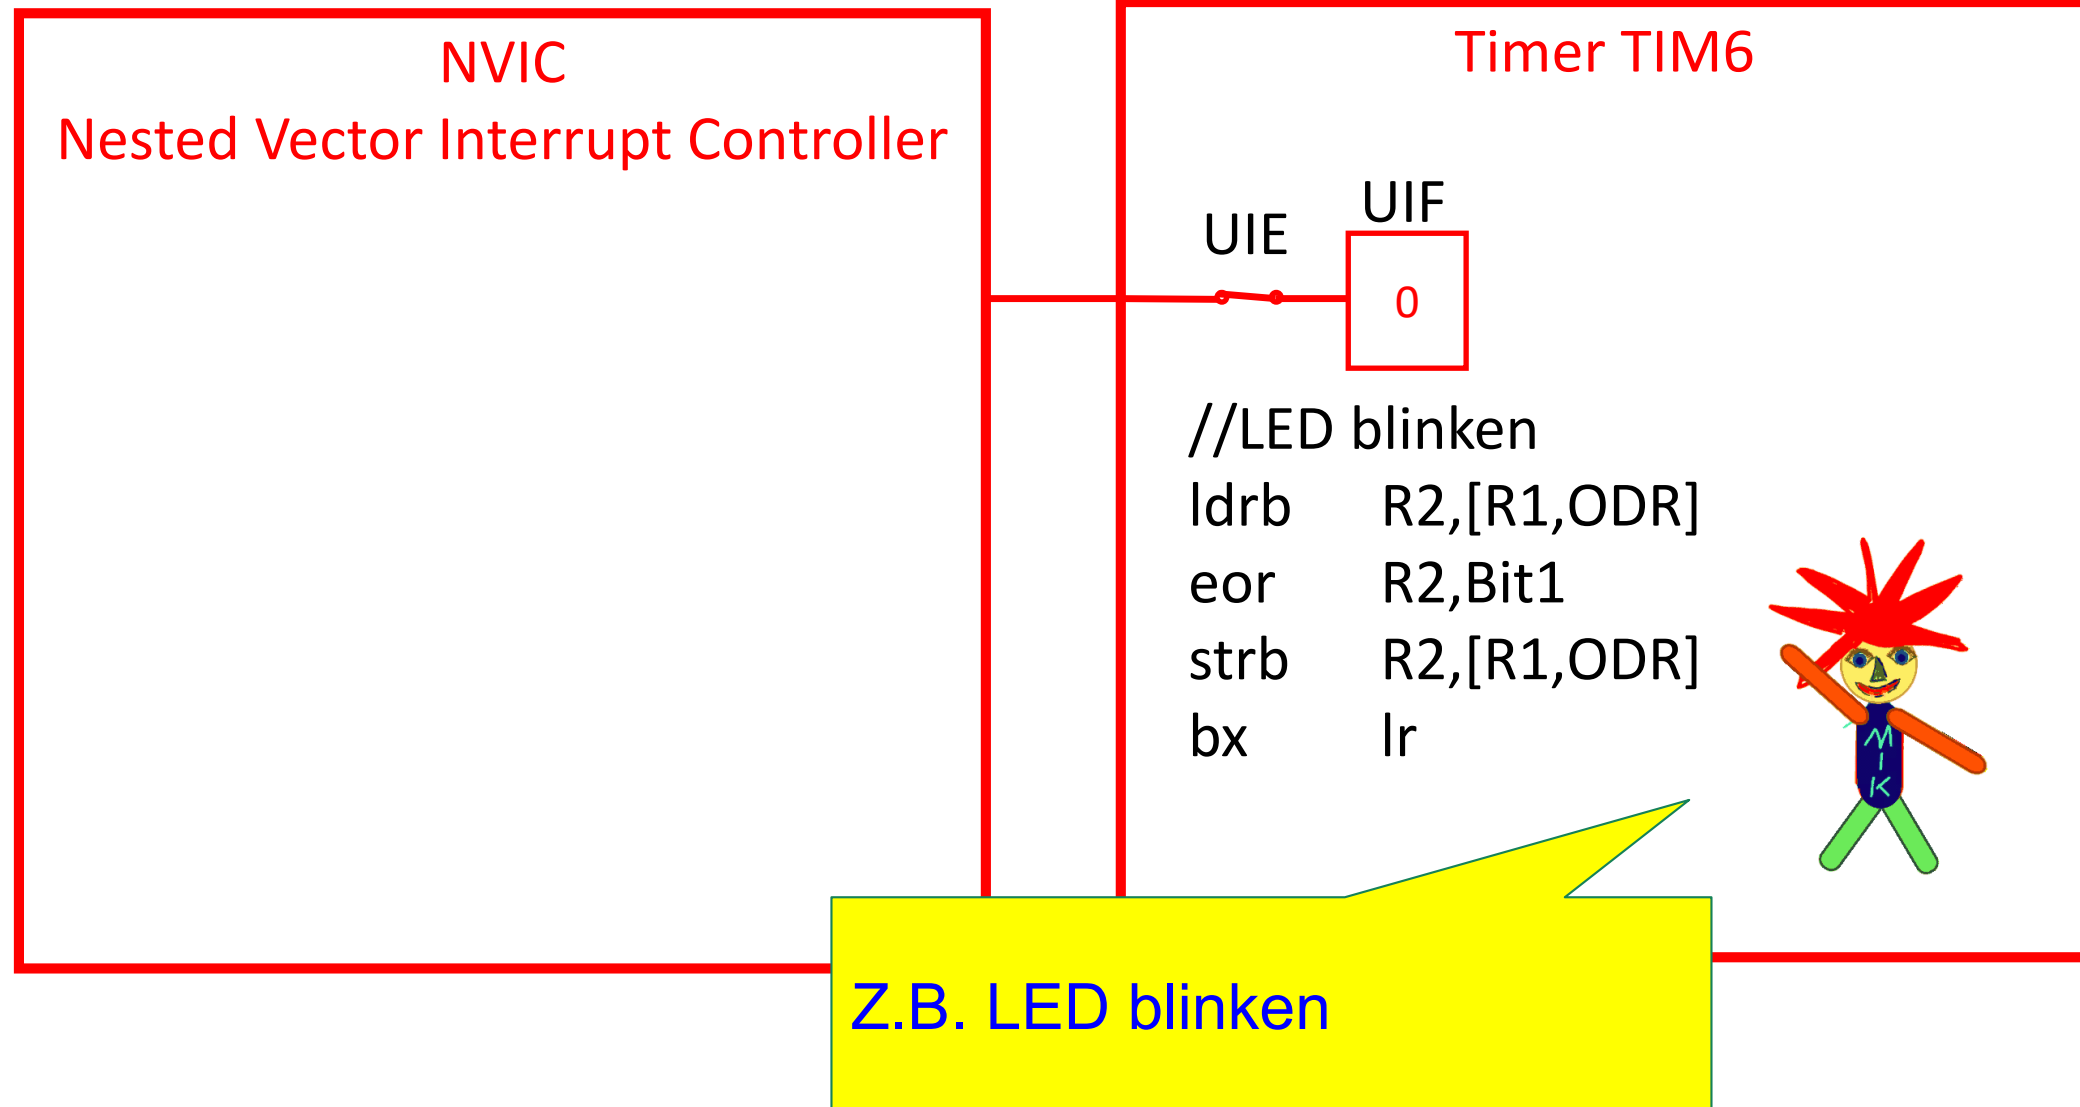 NVIC
Nested Vector Interrupt Controller
Timer TIM6
UIE
UIF
0
//LED blinken
ldrb R2,[R1,ODR]
eor R2,Bit1
strb R2,[R1,ODR]
bx lr
M
I
K
Z.B. LED blinken